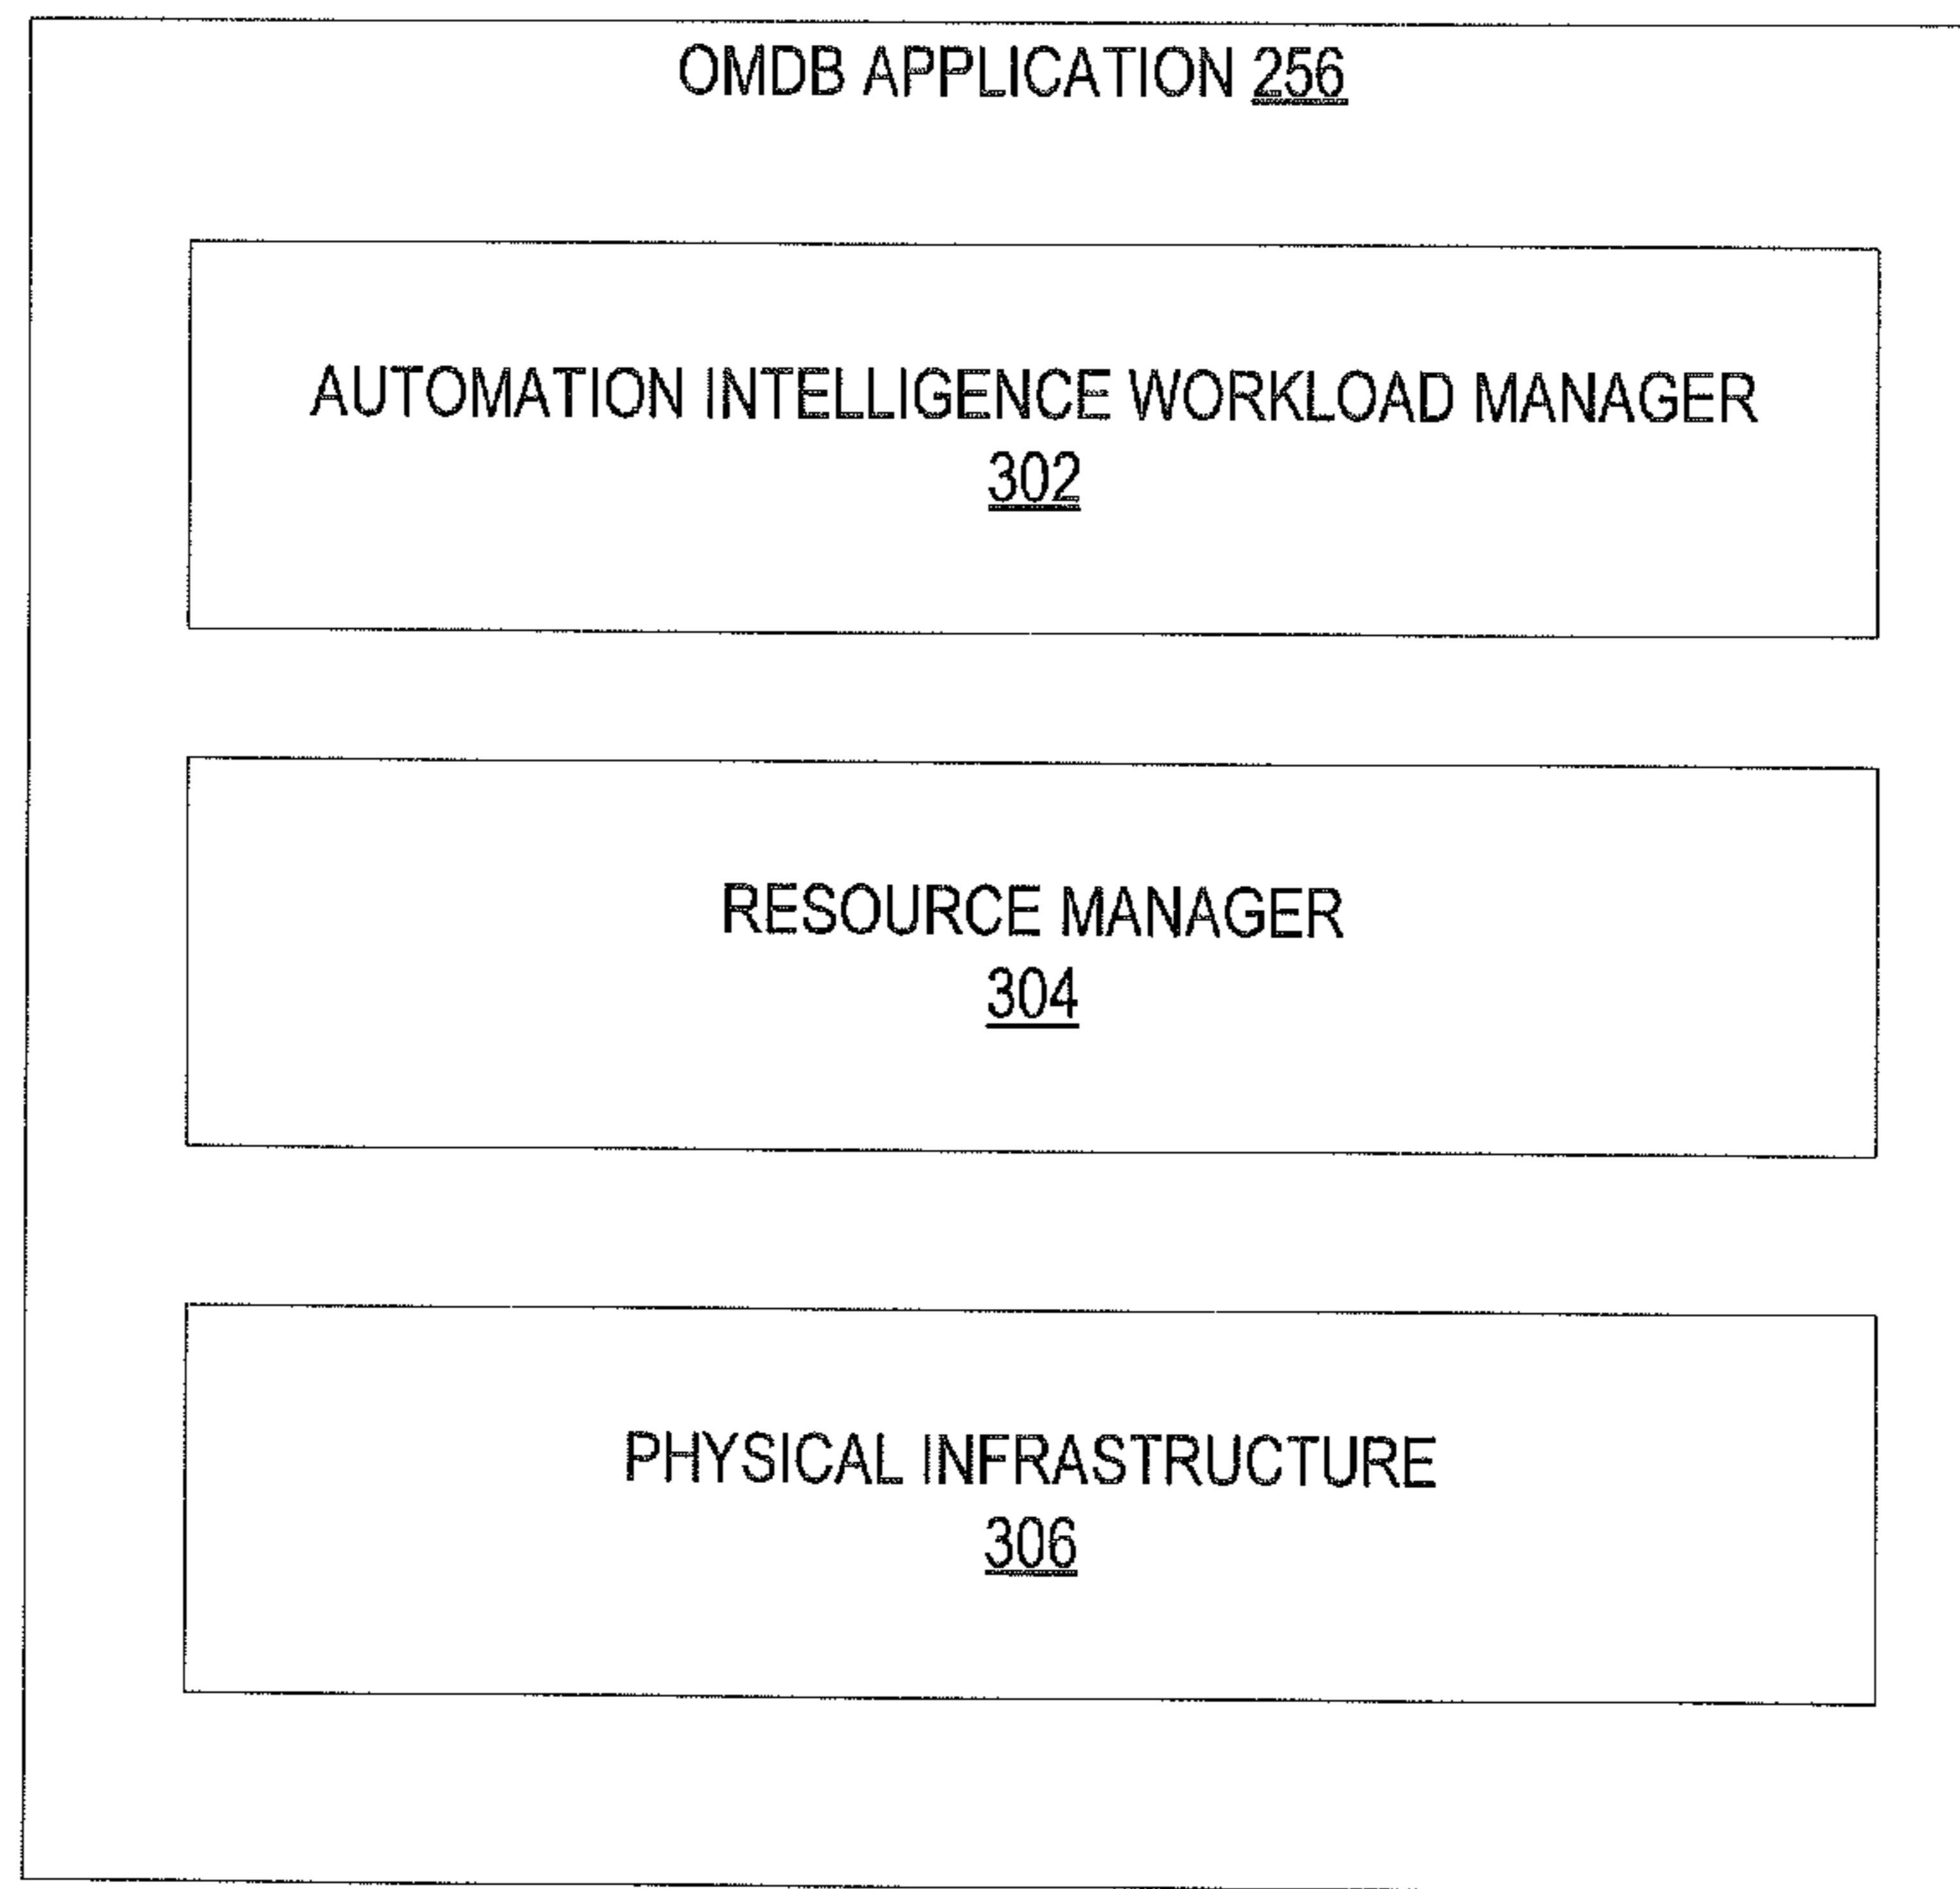 OMDB APPLICATION 256
AUTOMATION INTELLIGENCE WORKLOAD MANAGER
302
RESOURCE MANAGER
304
PHYSICAL INFRASTRUCTURE
306